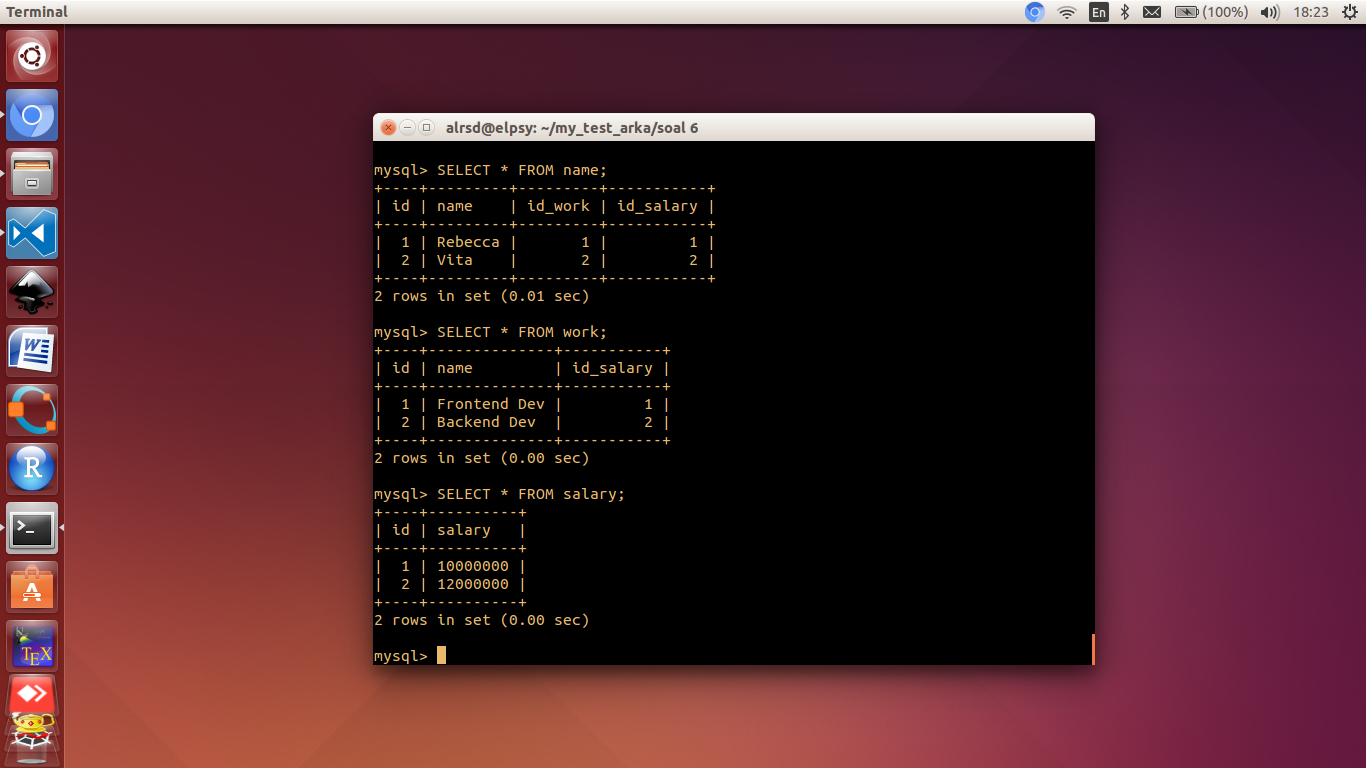 Terminal
En
(100%)
18:23
alrsd@elpsy: ~/my_test_arka/soal 6
mysql> SELECT * FROM name;
+----+---------+---------+-----------+
| id | name    | id_work | id_salary |
+----+---------+---------+-----------+
|  1 | Rebecca |       1 |         1 |
|  2 | Vita    |       2 |         2 |
+----+---------+---------+-----------+
2 rows in set (0.01 sec)
mysql> SELECT * FROM work;
+----+--------------+-----------+
| id | name         | id_salary |
+----+--------------+-----------+
|  1 | Frontend Dev |         1 |
|  2 | Backend Dev  |         2 |
+----+--------------+-----------+
2 rows in set (0.00 sec)
mysql> SELECT * FROM salary;
+----+----------+
| id | salary   |
+----+----------+
|  1 | 10000000 |
|  2 | 12000000 |
+----+----------+
2 rows in set (0.00 sec)
mysql>
W
R
>_
A
TEX